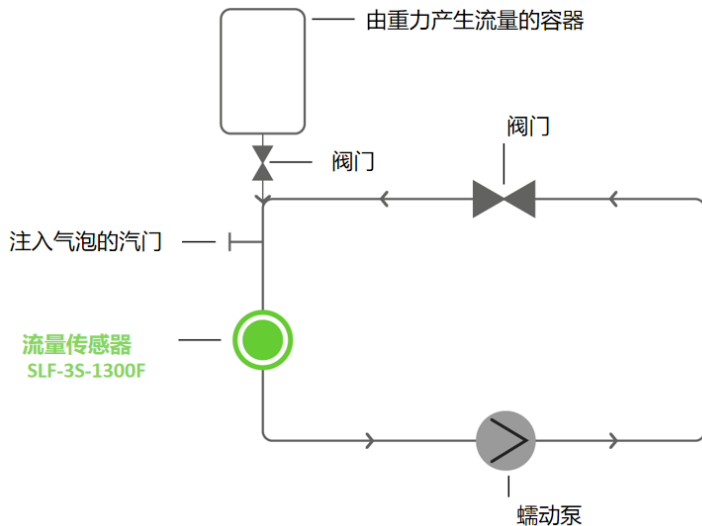 由重力产生流量的容器
阀门
阀门
注入气泡的汽门
流量传感器
SLF-3S-1300F
蠕动泵